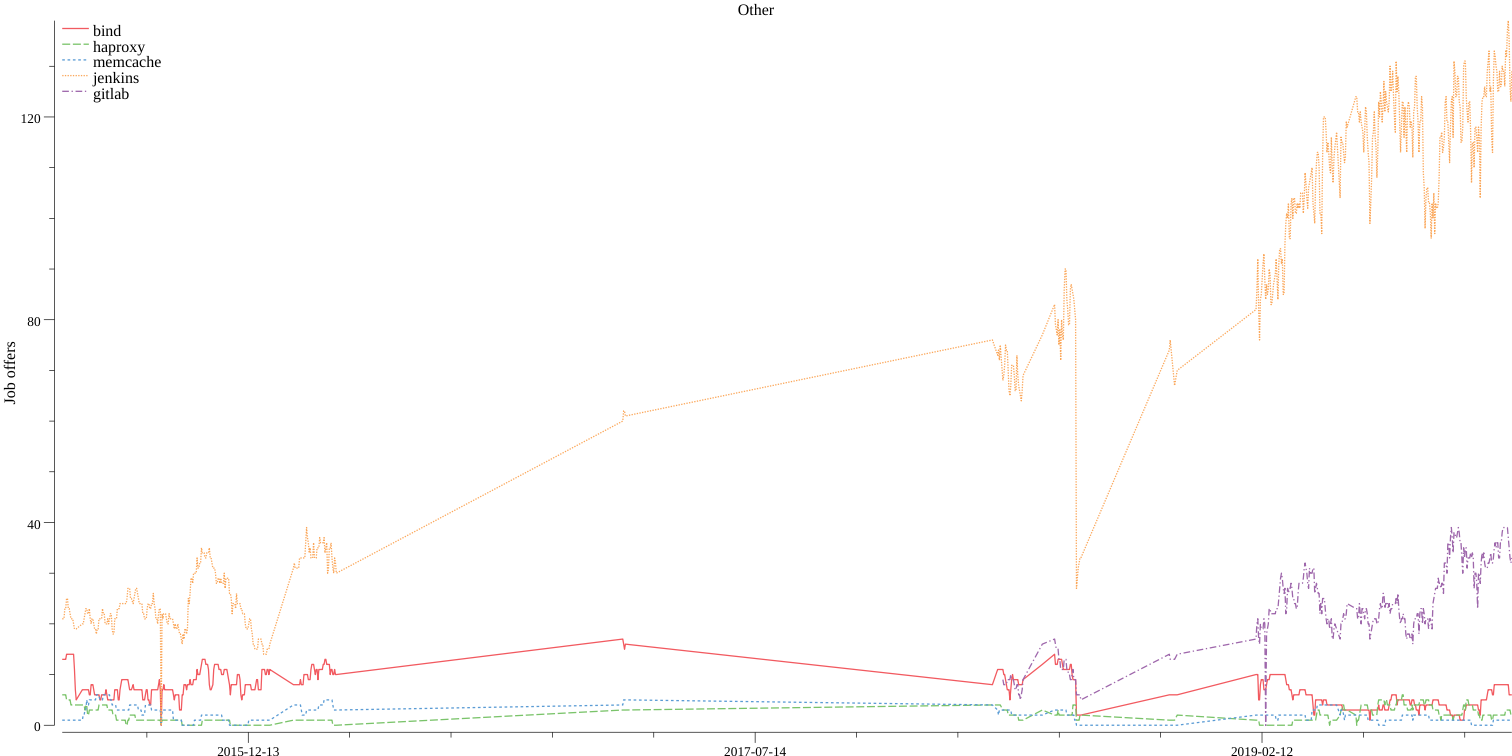 Other
bind
haproxy
memcache
jenkins
gitlab
120
80
40
0
Job offers
2015-12-13
2017-07-14
2019-02-12